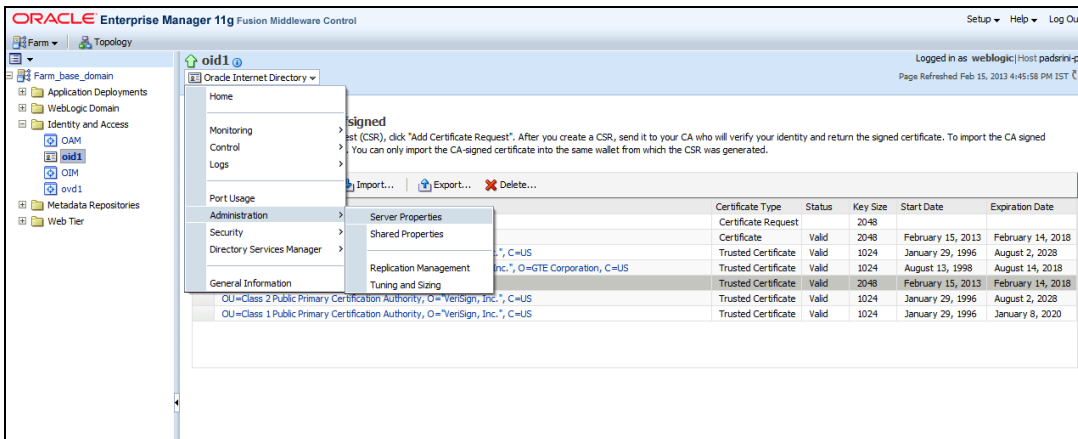 ORACLE Enterprise Manager 11g Fusion Middleware Control
Setup Help Log Ou
Farm Topology
oid1
Logged in as weblogic|Host padsrini-p
Oracle Internet Directory
Page Refreshed Feb 15, 2013 4:45:58 PM IST
Farm_base_domain
Application Deployments
WebLogic Domain
Identity and Access
OAM
oid1
OIM
ovd1
Metadata Repositories
Web Tier
Home
Monitoring
Control
Logs
Port Usage
Administration
Security
Directory Services Manager
General Information
Server Properties
Shared Properties
Replication Management
Tuning and Sizing
fsigned
est (CSR), click "Add Certificate Request". After you create a CSR, send it to your CA who will verify your identity and return the signed certificate. To import the CA signed
. You can only import the CA-signed certificate into the same wallet from which the CSR was generated.
Import... Export... Delete...
Certificate Type Status Key Size Start Date Expiration Date
Certificate Request 2048
Certificate Valid 2048 February 15, 2013 February 14, 2018
.", C=US Trusted Certificate Valid 1024 January 29, 1996 August 2, 2028
Inc.", O=GTE Corporation, C=US Trusted Certificate Valid 1024 August 13, 1998 August 14, 2018
Trusted Certificate Valid 2048 February 15, 2013 February 14, 2018
OU=Class 2 Public Primary Certification Authority, O="VeriSign, Inc.", C=US Trusted Certificate Valid 1024 January 29, 1996 August 2, 2028
OU=Class 1 Public Primary Certification Authority, O="VeriSign, Inc.", C=US Trusted Certificate Valid 1024 January 29, 1996 January 8, 2020